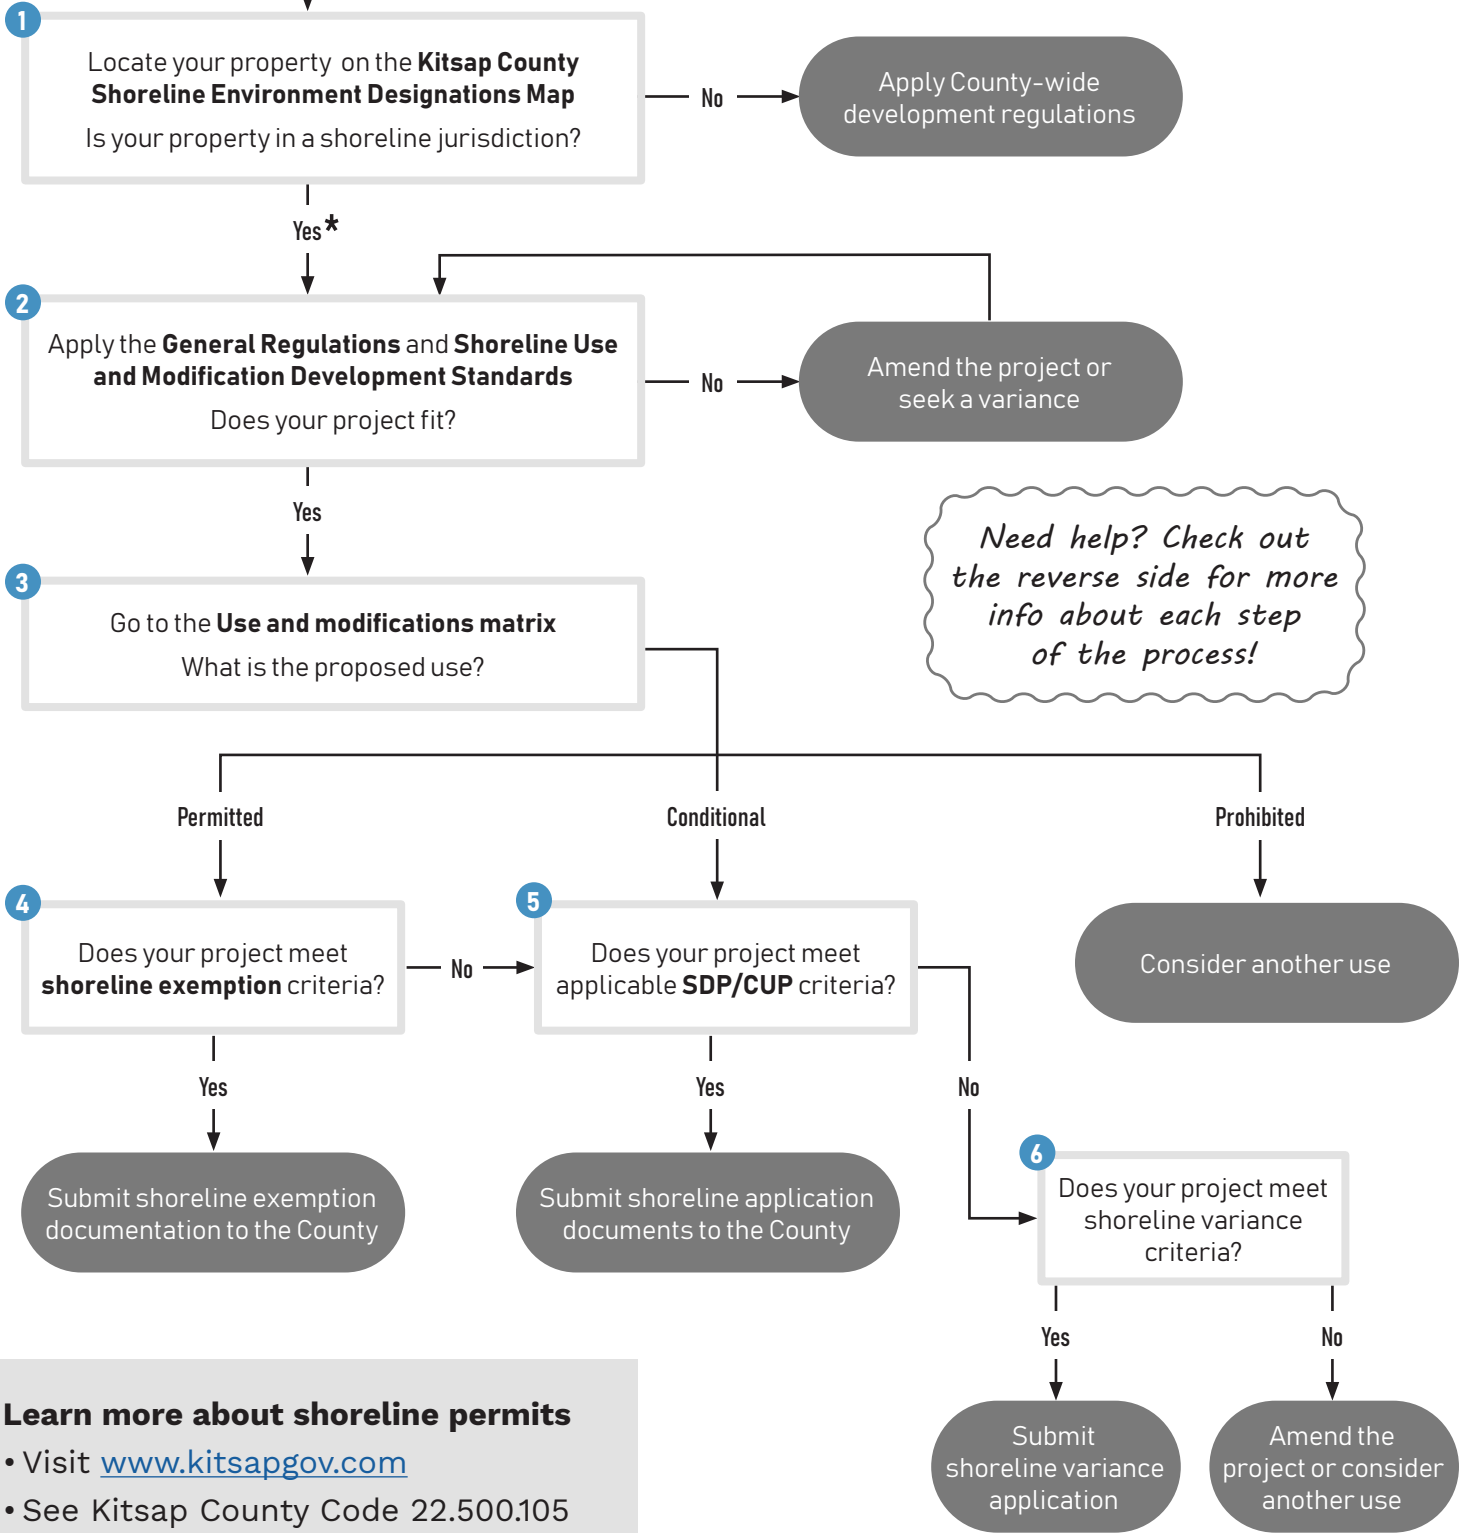 1
Locate your property on the Kitsap County
Shoreline Environment Designations Map
Is your property in a shoreline jurisdiction?
No
Apply County-wide
development regulations
Yes*
2
Apply the General Regulations and Shoreline Use
and Modification Development Standards
Does your project fit?
No
Amend the project or
seek a variance
Yes
Need help? Check out
the reverse side for more
info about each step
of the process!
3
Go to the Use and modifications matrix
What is the proposed use?
Permitted
Conditional
Prohibited
4
Does your project meet
shoreline exemption criteria?
No
5
Does your project meet
applicable SDP/CUP criteria?
Consider another use
Yes
Yes
No
Submit shoreline exemption
documentation to the County
Submit shoreline application
documents to the County
6
Does your project meet
shoreline variance
criteria?
Yes
No
Submit
shoreline variance
application
Amend the
project or consider
another use
Learn more about shoreline permits
• Visit www.kitsapgov.com
• See Kitsap County Code 22.500.105